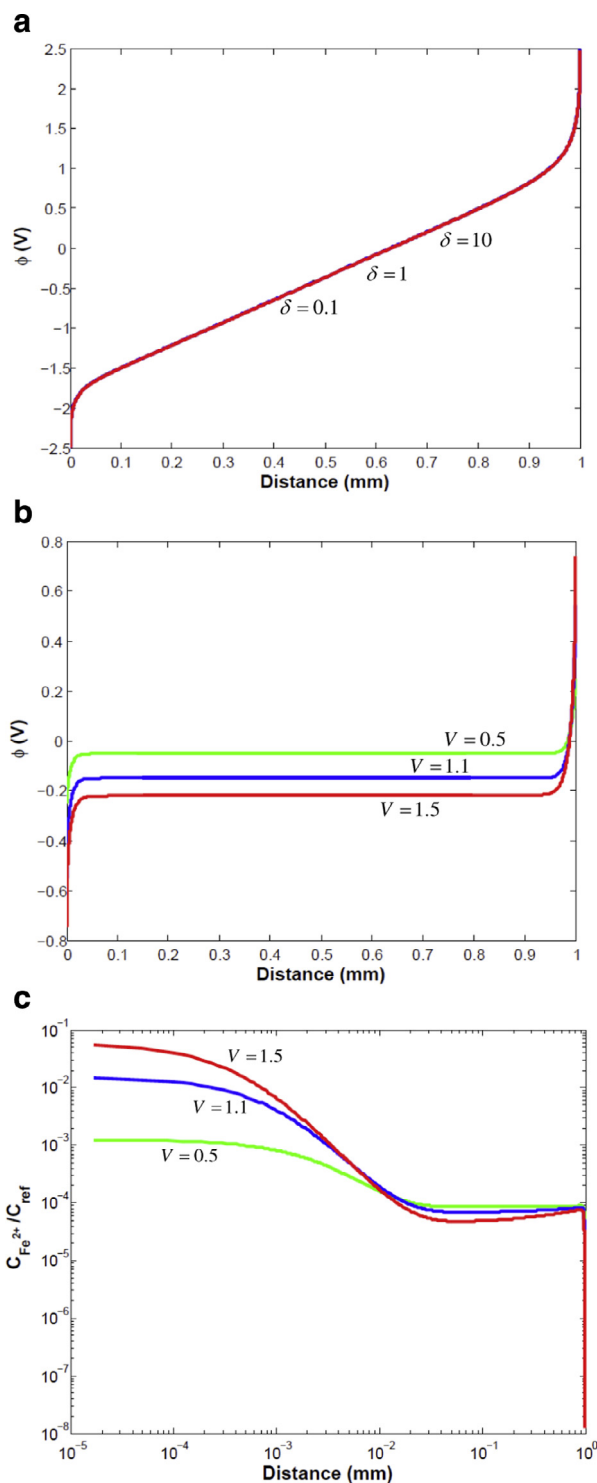 a
2.5
2
1.5
1
0.5
0
−0.5
−1
−1.5
−2
−2.5
ϕ (V)
δ = 10
δ = 1
δ = 0.1
0 0.1 0.2 0.3 0.4 0.5 0.6 0.7 0.8 0.9 1
Distance (mm)
b
0.8
0.6
0.4
0.2
0
−0.2
−0.4
−0.6
−0.8
ϕ (V)
V = 0.5
V = 1.1
V = 1.5
0 0.1 0.2 0.3 0.4 0.5 0.6 0.7 0.8 0.9 1
Distance (mm)
c
10⁻¹
10⁻²
10⁻³
10⁻⁴
10⁻⁵
10⁻⁶
10⁻⁷
10⁻⁸
C_Fe²⁺/C_ref
V = 1.5
V = 1.1
V = 0.5
10⁻⁵ 10⁻⁴ 10⁻³ 10⁻² 10⁻¹ 10⁰
Distance (mm)